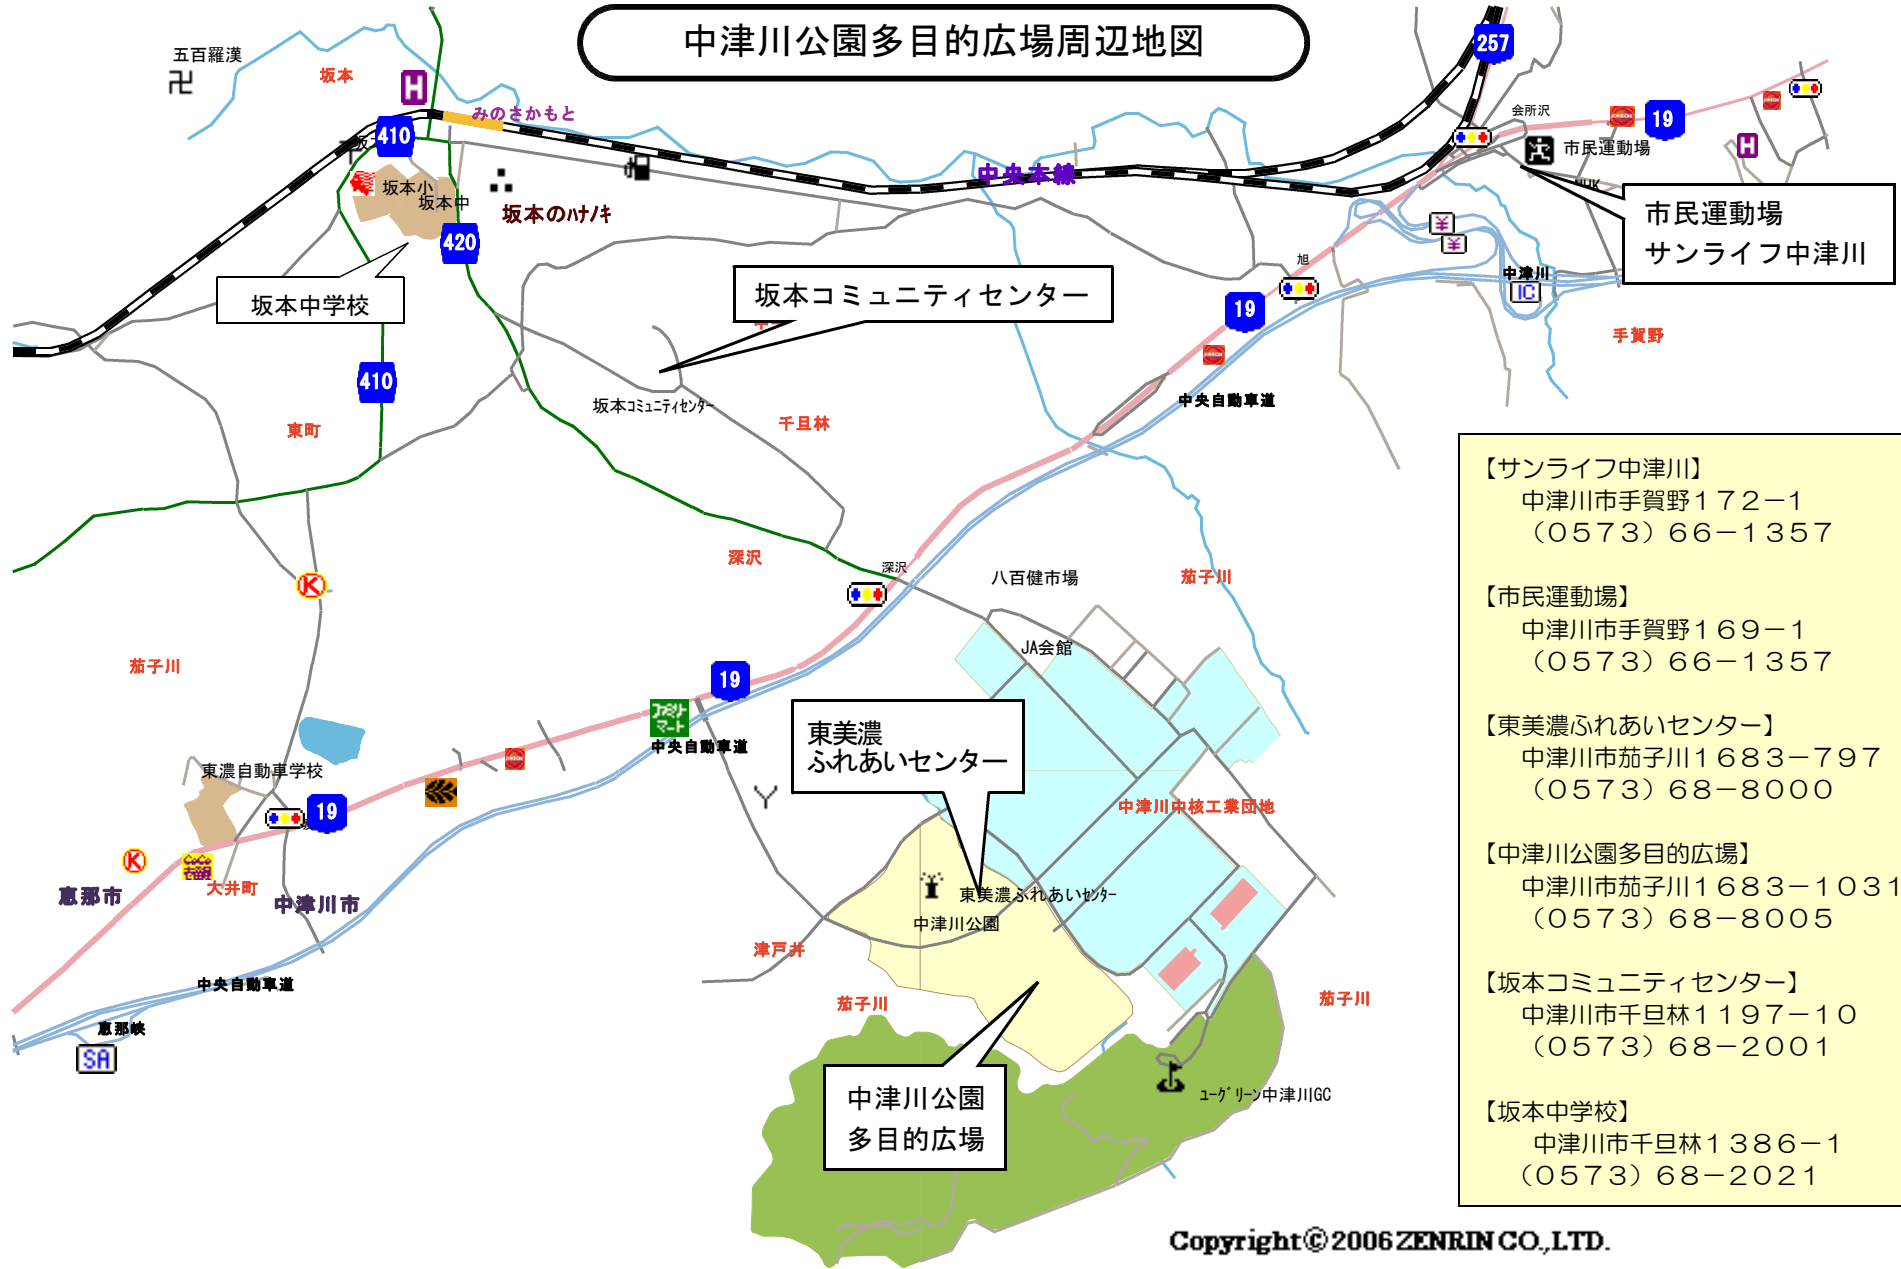 中津川公園多目的広場周辺地図
五百羅漢
坂本
H
みのさかもと
410
257
会所沢
19
市民運動場
H
中央本線
坂本小
坂本中
坂本のハナノキ
420
市民運動場
サンライフ中津川
坂本中学校
坂本コミュニティセンター
旭
中津川
IC
19
手賀野
410
中央自動車道
坂本コミュニティセンター
東町
千旦林
深沢
深沢
八百健市場
茄子川
K
JA会館
茄子川
19
ファミリーマート
中央自動車道
東美濃
ふれあいセンター
東濃自動車学校
19
中津川中核工業団地
K
大井町
恵那市
中津川市
東美濃ふれあいセンター
中津川公園
津戸井
中央自動車道
茄子川
茄子川
恵那峡
SA
中津川公園
多目的広場
ユーグリーン中津川GC
【サンライフ中津川】
中津川市手賀野172−1
(0573)66−1357
【市民運動場】
中津川市手賀野169−1
(0573)66−1357
【東美濃ふれあいセンター】
中津川市茄子川1683−797
(0573)68−8000
【中津川公園多目的広場】
中津川市茄子川1683−1031
(0573)68−8005
【坂本コミュニティセンター】
中津川市千旦林1197−10
(0573)68−2001
【坂本中学校】
中津川市千旦林1386−1
(0573)68−2021
Copyright©2006 ZENRIN CO.,LTD.